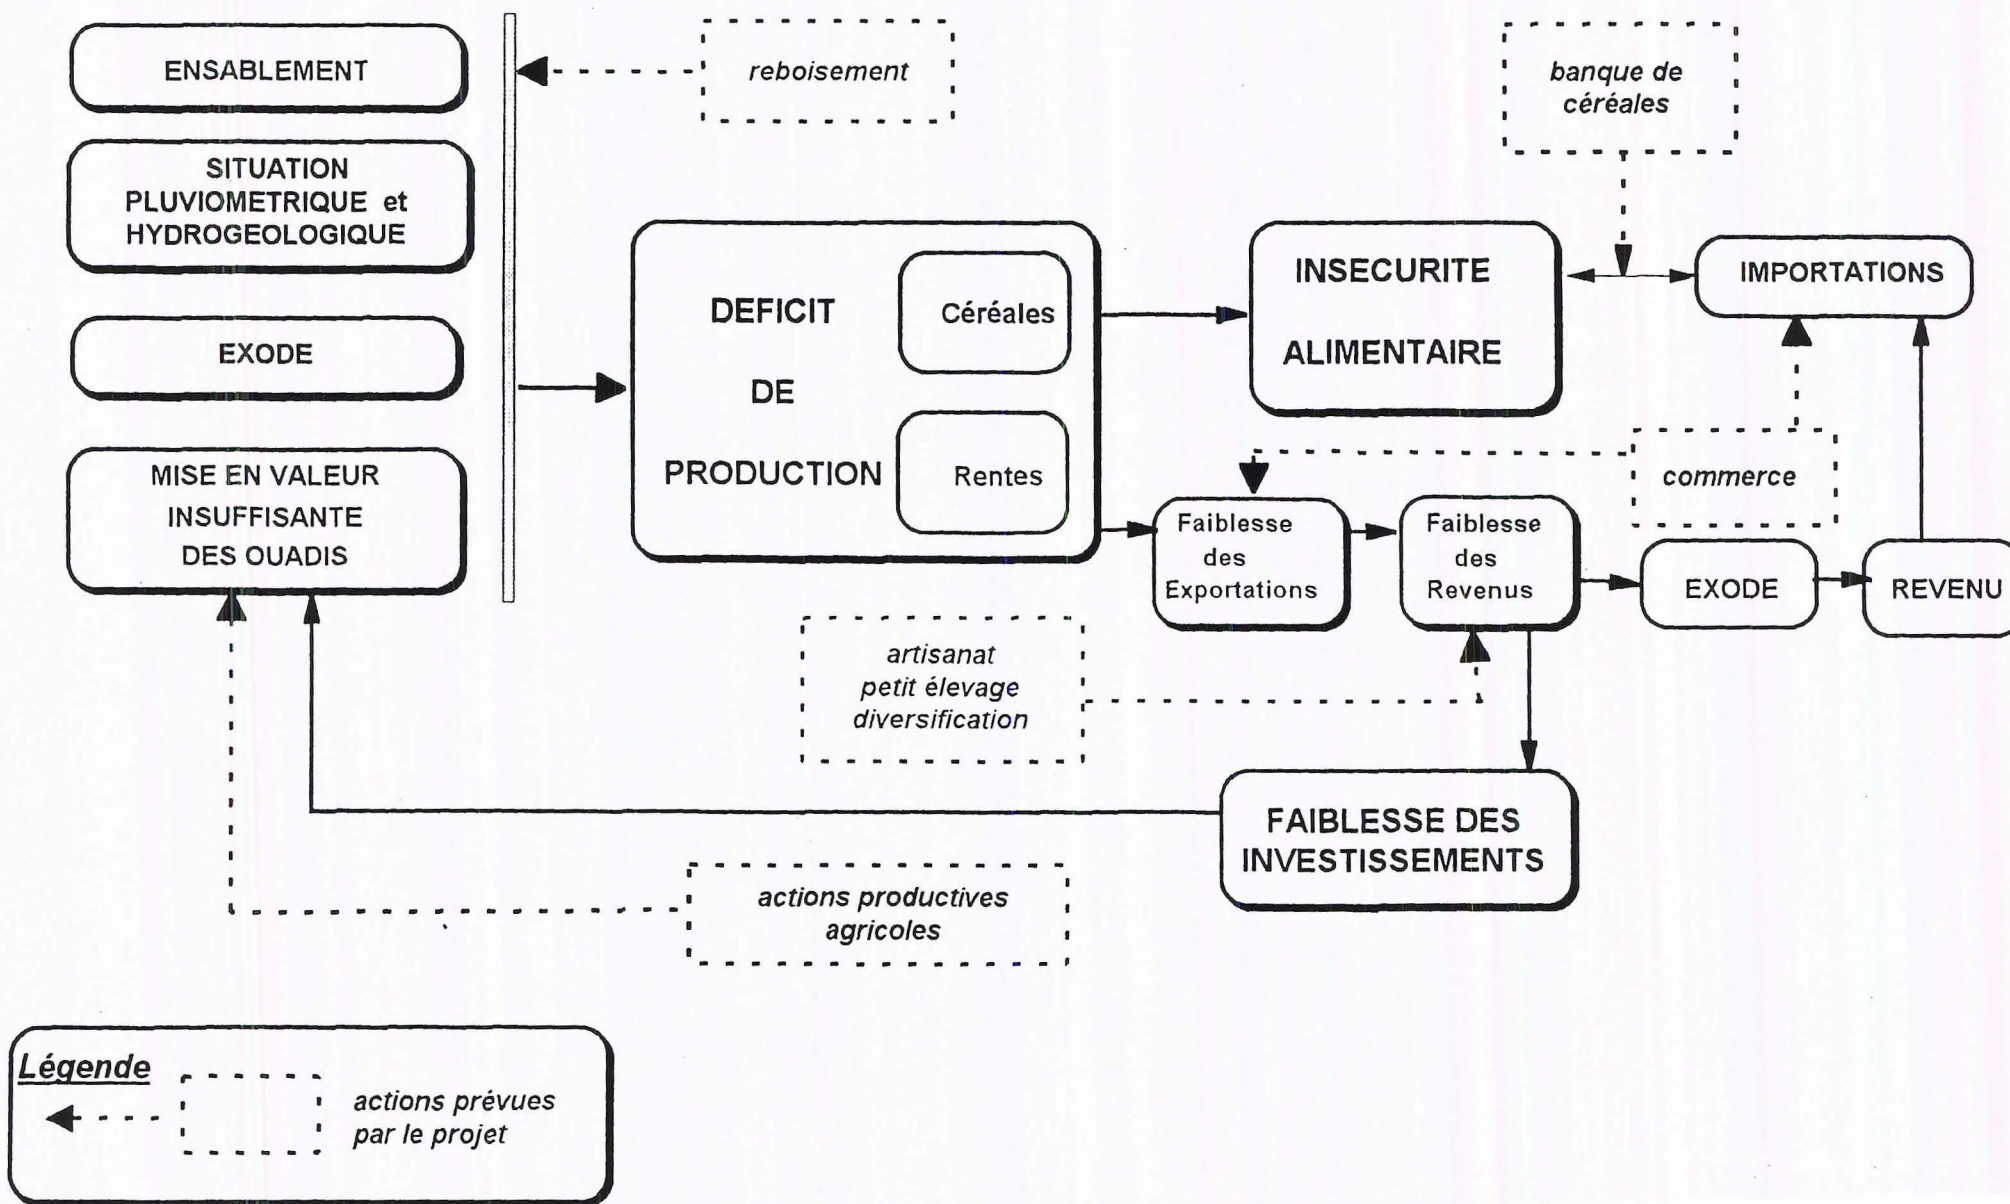 ENSABLEMENT
SITUATION
PLUVIOMETRIQUE et
HYDROGEOLOGIQUE
EXODE
MISE EN VALEUR
INSUFFISANTE
DES OUADIS
reboisement
banque de
céréales
DEFICIT
DE
PRODUCTION
Céréales
Rentes
INSECURITE
ALIMENTAIRE
IMPORTATIONS
commerce
Faiblesse
des
Exportations
Faiblesse
des
Revenus
EXODE
REVENU
artisanat
petit élevage
diversification
FAIBLESSE DES
INVESTISSEMENTS
actions productives
agricoles
Légende
actions prévues
par le projet